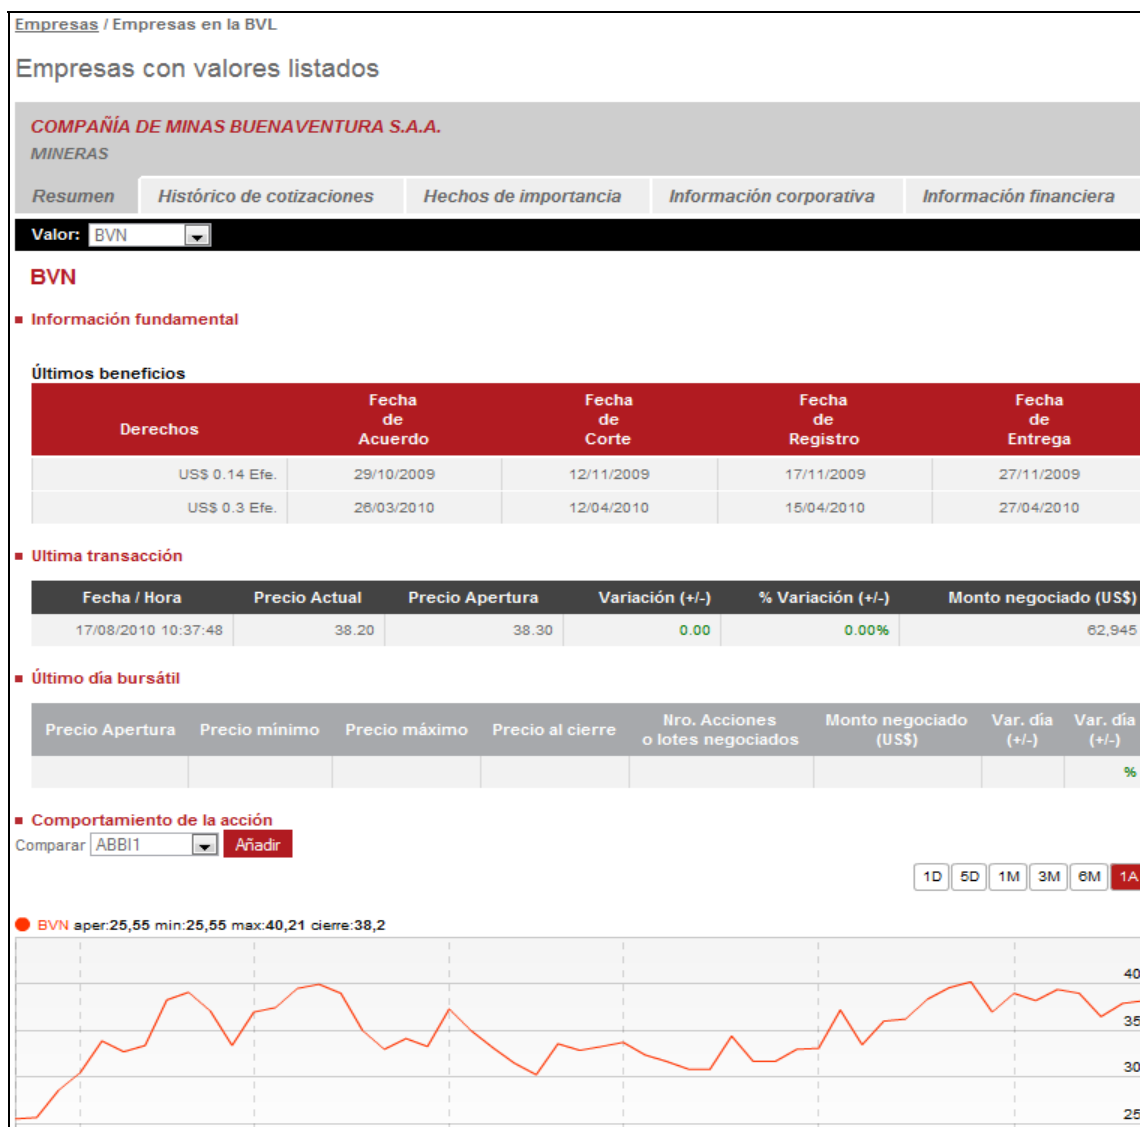 Empresas / Empresas en la BVL
Empresas con valores listados
COMPAÑÍA DE MINAS BUENAVENTURA S.A.A.
MINERAS
Resumen Histórico de cotizaciones Hechos de importancia Información corporativa Información financiera
Valor: BVN
BVN
Información fundamental
Últimos beneficios
Derechos Fecha de Acuerdo Fecha de Corte Fecha de Registro Fecha de Entrega
US$ 0.14 Efe. 29/10/2009 12/11/2009 17/11/2009 27/11/2009
US$ 0.3 Efe. 26/03/2010 12/04/2010 15/04/2010 27/04/2010
Ultima transacción
Fecha / Hora Precio Actual Precio Apertura Variación (+/-) % Variación (+/-) Monto negociado (US$)
17/08/2010 10:37:48 38.20 38.30 0.00 0.00% 62,945
Último día bursátil
Precio Apertura Precio mínimo Precio máximo Precio al cierre Nro. Acciones o lotes negociados Monto negociado (US$) Var. día (+/-) Var. día (+/-)
%
Comportamiento de la acción
Comparar ABBI1 Añadir
1D 5D 1M 3M 6M 1A
BVN aper:25,55 min:25,55 max:40,21 cierre:38,2
40
35
30
25